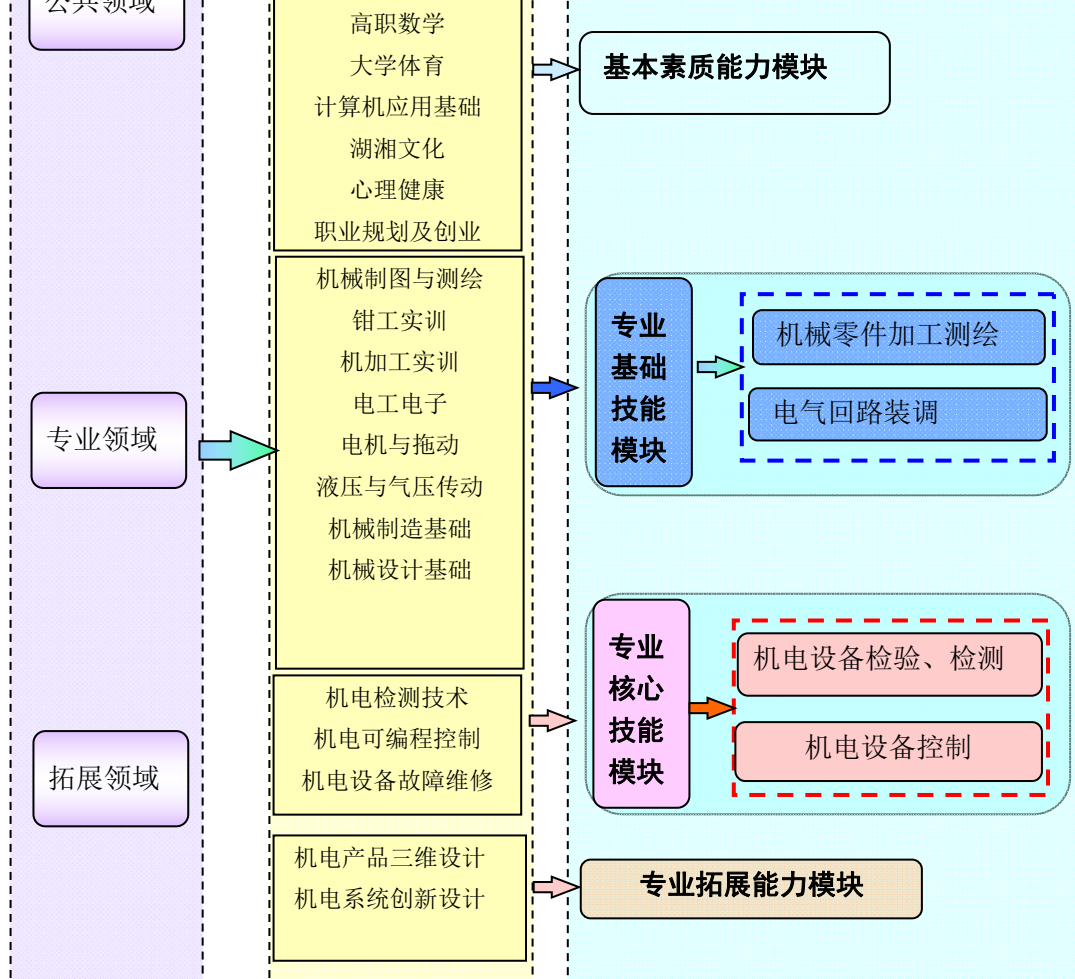 公共领域
高职数学
大学体育
计算机应用基础
湖湘文化
心理健康
职业规划及创业
基本素质能力模块
专业领域
机械制图与测绘
钳工实训
机加工实训
电工电子
电机与拖动
液压与气压传动
机械制造基础
机械设计基础
专业
基础
技能
模块
机械零件加工测绘
电气回路装调
拓展领域
机电检测技术
机电可编程控制
机电设备故障维修
专业
核心
技能
模块
机电设备检验、检测
机电设备控制
机电产品三维设计
机电系统创新设计
专业拓展能力模块